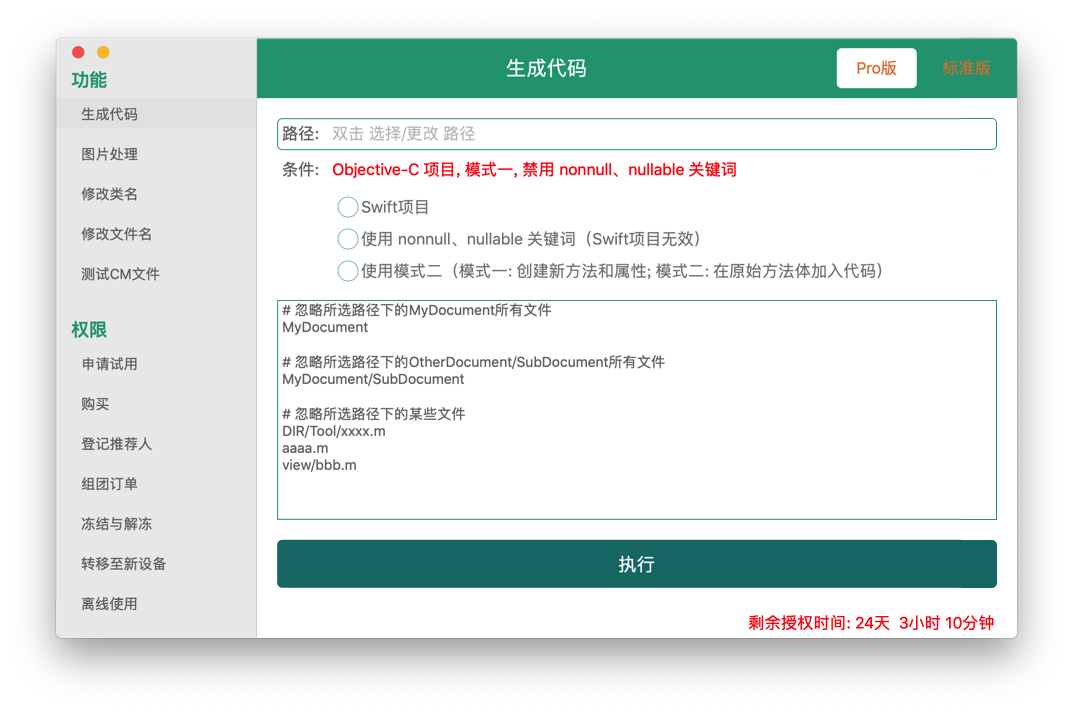 功能
生成代码
图片处理
修改类名
修改文件名
测试CM文件
权限
申请试用
购买
登记推荐人
组团订单
冻结与解冻
转移至新设备
离线使用
生成代码
Pro版
标准版
路径: 双击 选择/更改 路径
条件: Objective-C 项目, 模式一, 禁用 nonnull、nullable 关键词
Swift项目
使用 nonnull、nullable 关键词（Swift项目无效）
使用模式二（模式一: 创建新方法和属性; 模式二: 在原始方法体加入代码）
# 忽略所选路径下的MyDocument所有文件
MyDocument
# 忽略所选路径下的OtherDocument/SubDocument所有文件
MyDocument/SubDocument
# 忽略所选路径下的某些文件
DIR/Tool/xxxx.m
aaaa.m
view/bbb.m
执行
剩余授权时间: 24天 3小时 10分钟